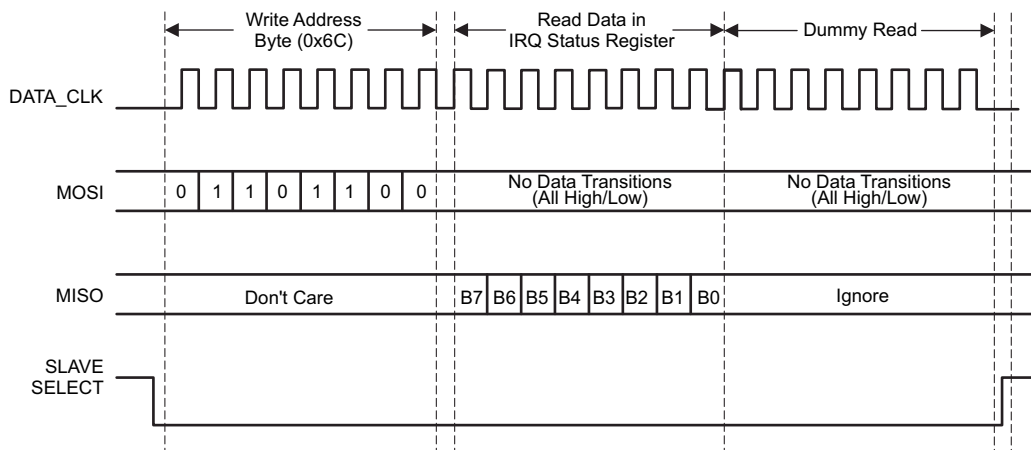 Write Address
Byte (0x6C)
Read Data in
IRQ Status Register
Dummy Read
DATA_CLK
MOSI
0 1 1 0 1 1 0 0
No Data Transitions
(All High/Low)
No Data Transitions
(All High/Low)
MISO
Don't Care
B7 B6 B5 B4 B3 B2 B1 B0
Ignore
SLAVE
SELECT